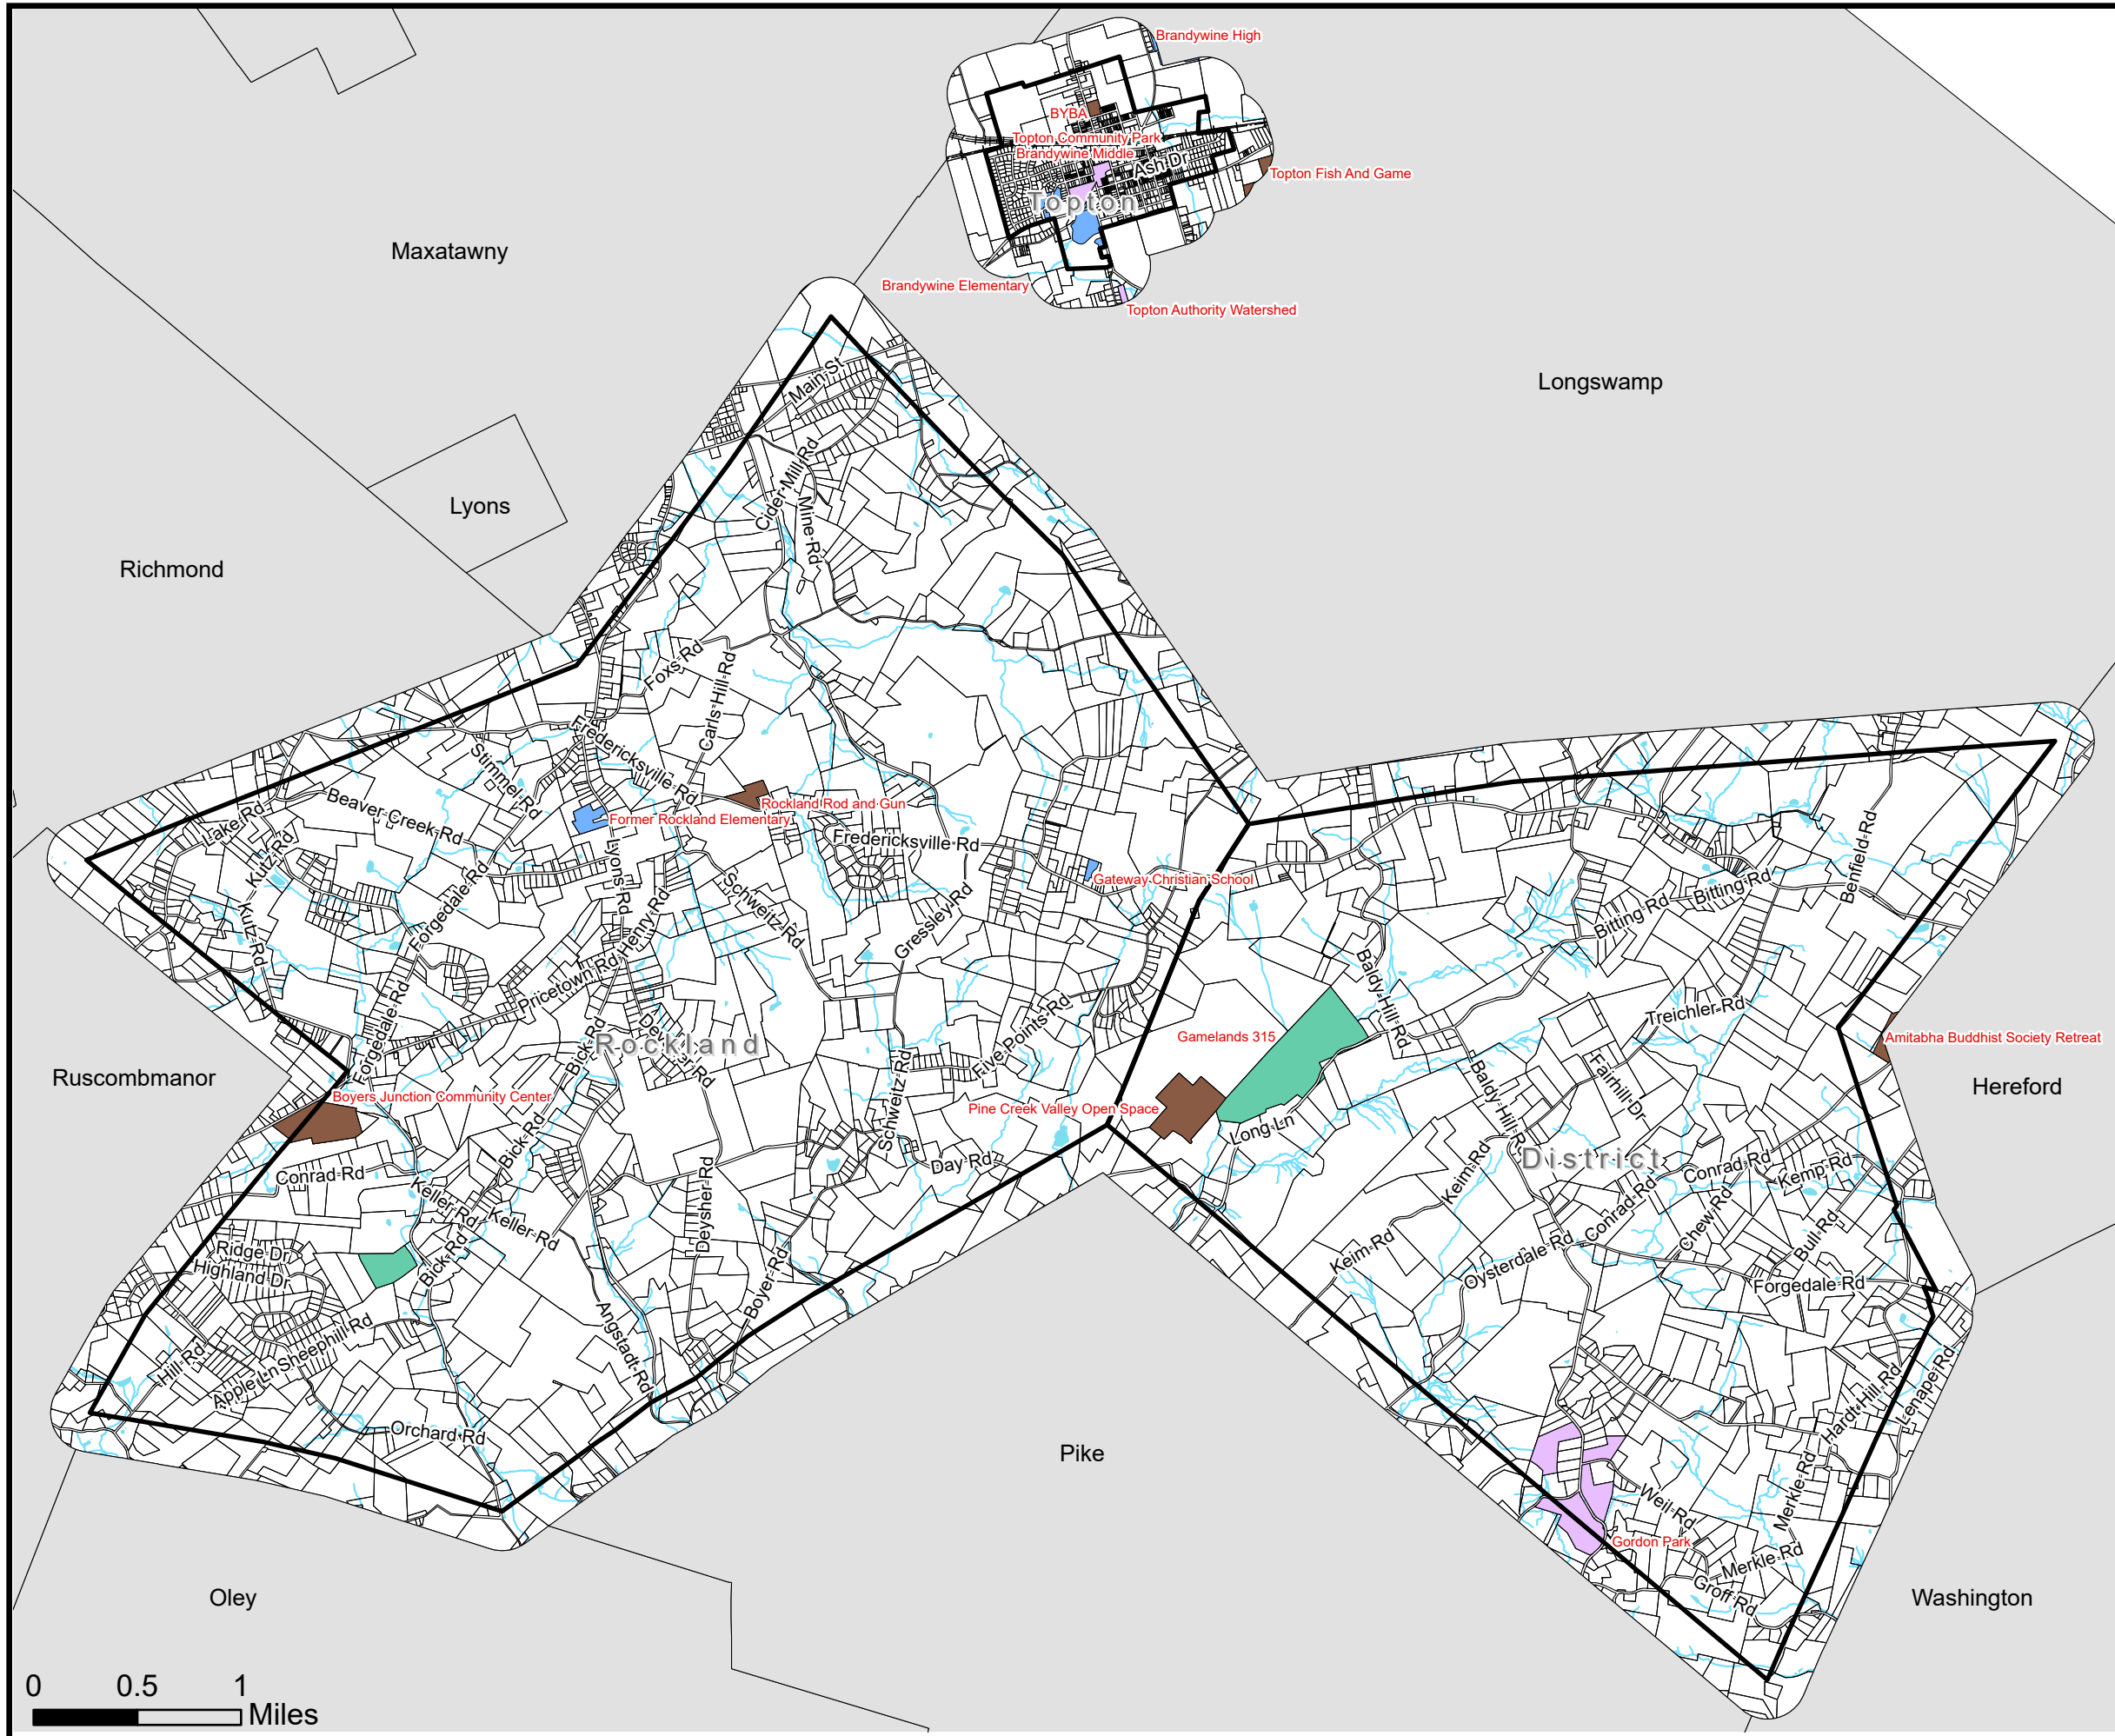 Brandywine High
BYBA
Topton Community Park
Brandywine Middle
Ash Dr
Topton Fish And Game
Topton
Maxatawny
Brandywine Elementary
Topton Authority Watershed
Longswamp
Main St
Cider Mill Rd
Mine Rd
Lyons
Richmond
Foxs Rd
Carls Hill Rd
Fredericksville Rd
Stimmel Rd
Beaver Creek Rd
Lake Rd
Kutz Rd
Kutz Rd
Rockland Rod and Gun
Former Rockland Elementary
Fredericksville Rd
Gateway Christian School
Lyons Rd
Henry Rd
Schweitz Rd
Gressley Rd
Forgedale Rd
Pricetown Rd
Forgedale Rd
Forgedale Rd
Bick Rd
Rockland
Five Points Rd
Schweitz Rd
Benfield Rd
Bitting Rd
Bitting Rd
Baldy Hill Rd
Treichler Rd
Gamelands 315
Amitabha Buddhist Society Retreat
Ruscombmanor
Hereford
Boyers Junction Community Center
Pine Creek Valley Open Space
Long Ln
Baldy Hill Rd
Fairhill Dr
District
Conrad Rd
Kemp Rd
Keim Rd
Conrad Rd
Chew Rd
Bull Rd
Bick Rd
Day Rd
Conrad Rd
Keller Rd
Keller Rd
Deysher Rd
Ridge Dr
Highland Dr
Bick Rd
Boyer Rd
Keim Rd
Oysterdale Rd
Forgedale Rd
Angstadt Rd
Hill Rd
Apple Ln
Sheephill Rd
Orchard Rd
Hardt Hill Rd
Lenape Rd
Merkle Rd
Pike
Weil Rd
Gordon Park
Merkle Rd
Groff Rd
Oley
Washington
0 0.5 1
Miles